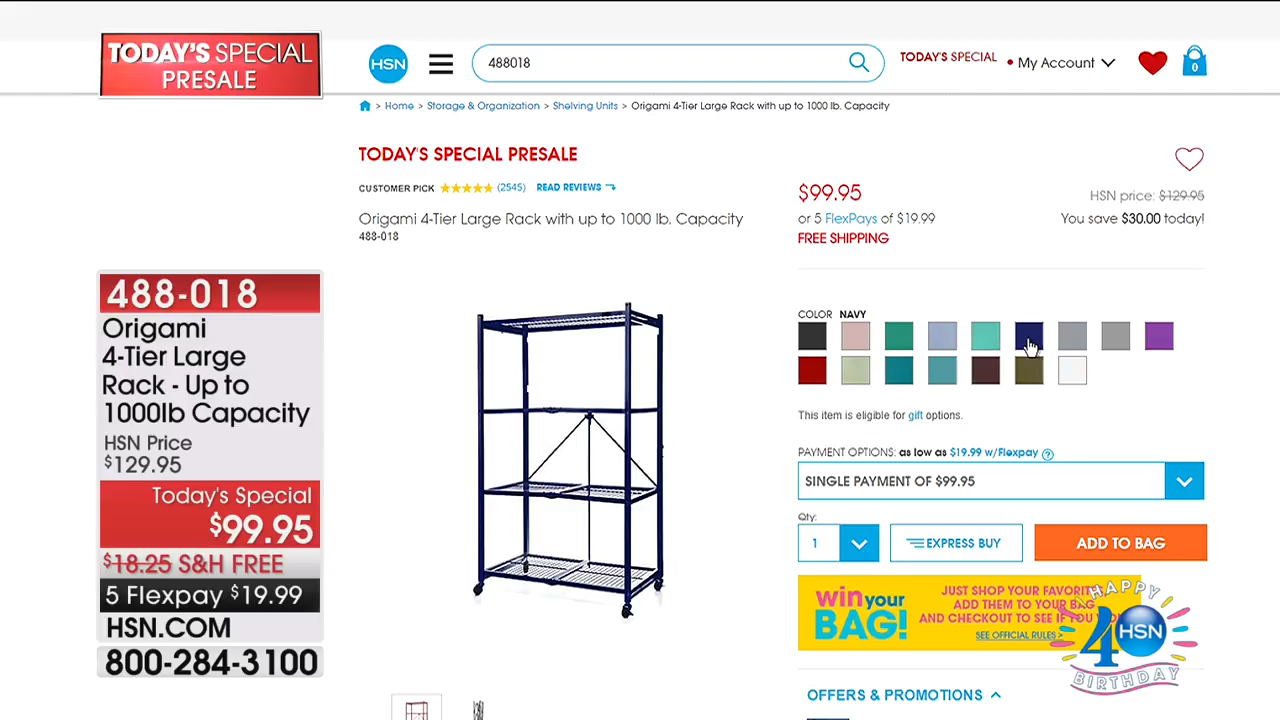 TODAY'S SPECIAL
PRESALE
HSN
488018
TODAY'S SPECIAL
My Account
0
> Home > Storage & Organization > Shelving Units > Origami 4-Tier Large Rack with up to 1000 lb. Capacity
TODAY'S SPECIAL PRESALE
CUSTOMER PICK (2545) READ REVIEWS
Origami 4-Tier Large Rack with up to 1000 lb. Capacity
488-018
$99.95
HSN price: $129.95
or 5 FlexPays of $19.99
You save $30.00 today!
FREE SHIPPING
488-018
Origami
4-Tier Large
Rack - Up to
1000lb Capacity
HSN Price
$129.95
Today's Special
$99.95
$18.25 S&H FREE
5 Flexpay $19.99
HSN.COM
800-284-3100
COLOR NAVY
This item is eligible for gift options.
PAYMENT OPTIONS: as low as $19.99 w/Flexpay ?
SINGLE PAYMENT OF $99.95
Qty:
1
EXPRESS BUY
ADD TO BAG
win your
BAG!
JUST SHOP YOUR FAVORIT
ADD THEM TO YOUR BAG
AND CHECKOUT TO SEE IF YOU WO
SEE OFFICIAL RULES >
HAPPY
40 HSN
BIRTHDAY
OFFERS & PROMOTIONS